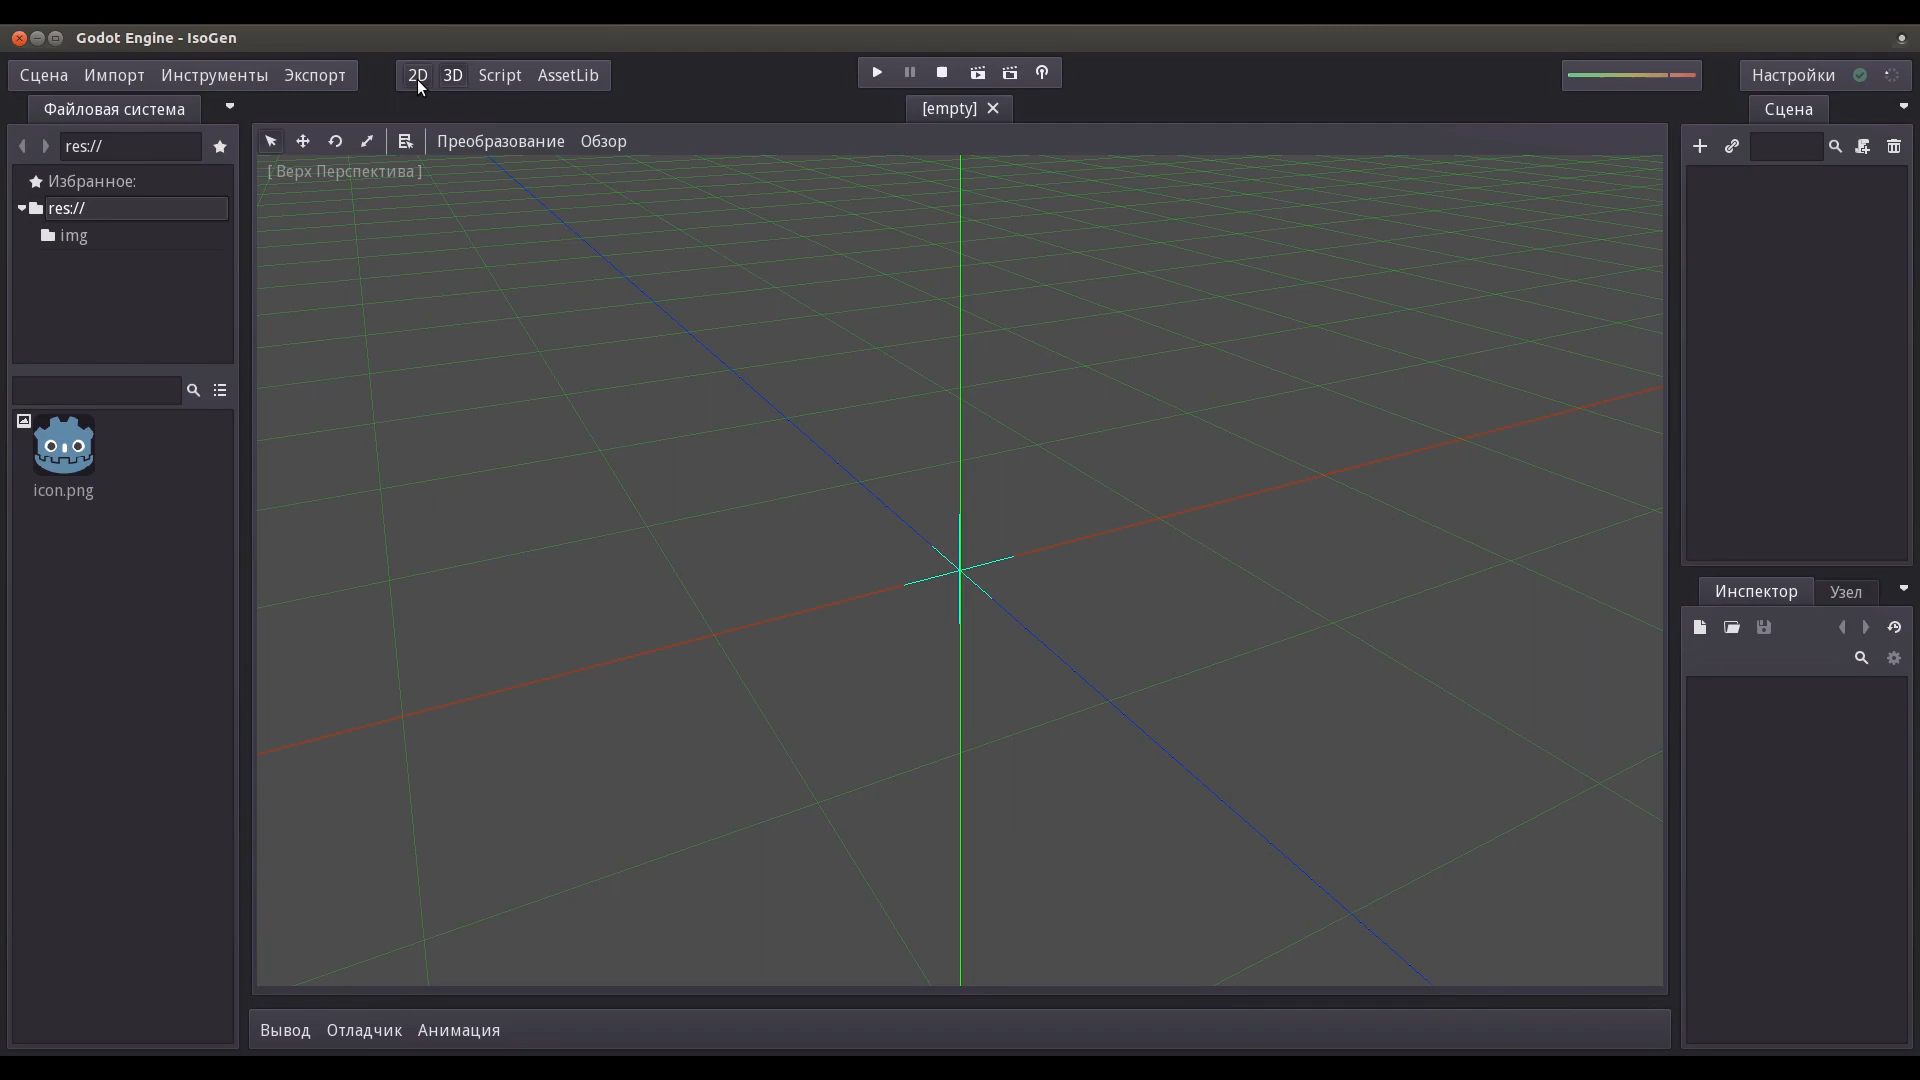 Godot Engine - IsoGen
Сцена Импорт Инструменты Экспорт
2D 3D Script AssetLib
Настройки
Файловая система
[empty]
Сцена
res://
Преобразование Обзор
[ Верх Перспектива ]
Избранное:
res://
img
icon.png
Инспектор Узел
Вывод Отладчик Анимация